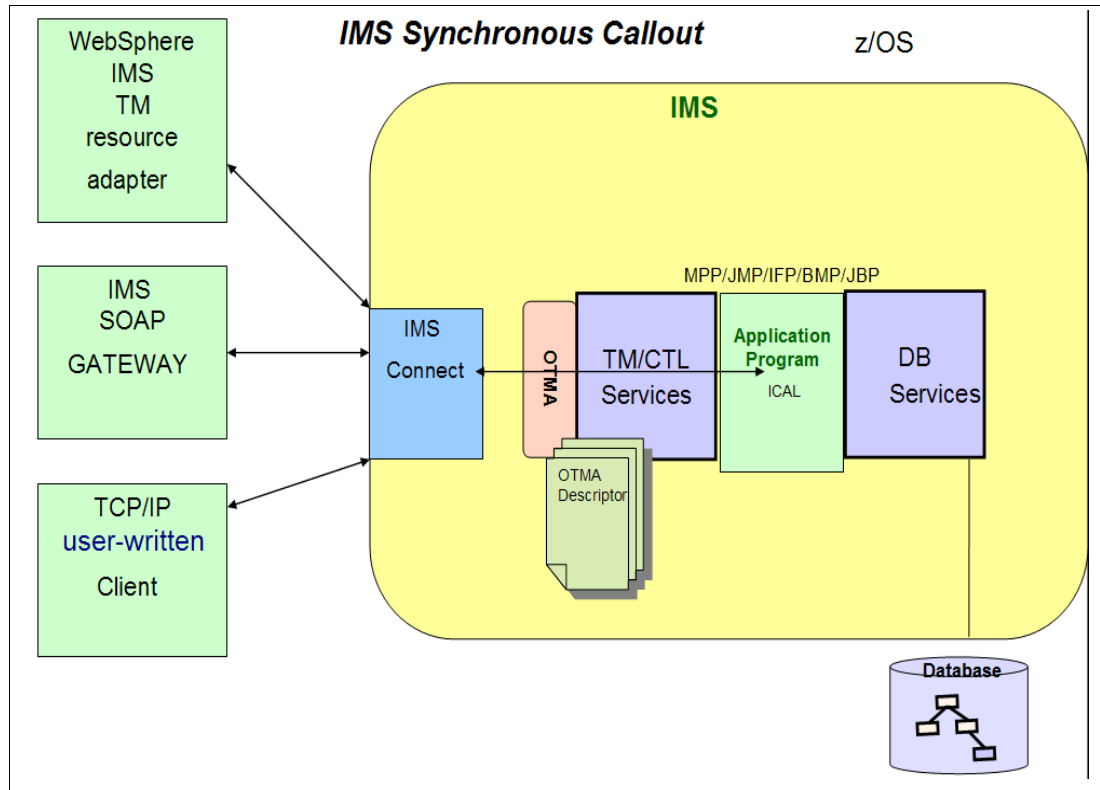 IMS Synchronous Callout
z/OS
WebSphere
IMS
TM
resource
adapter
IMS
SOAP
GATEWAY
TCP/IP
user-written
Client
IMS
IMS
Connect
OTMA
MPP/JMP/IFP/BMP/JBP
TM/CTL
Services
Application
Program
ICAL
DB
Services
OTMA
Descriptor
Database